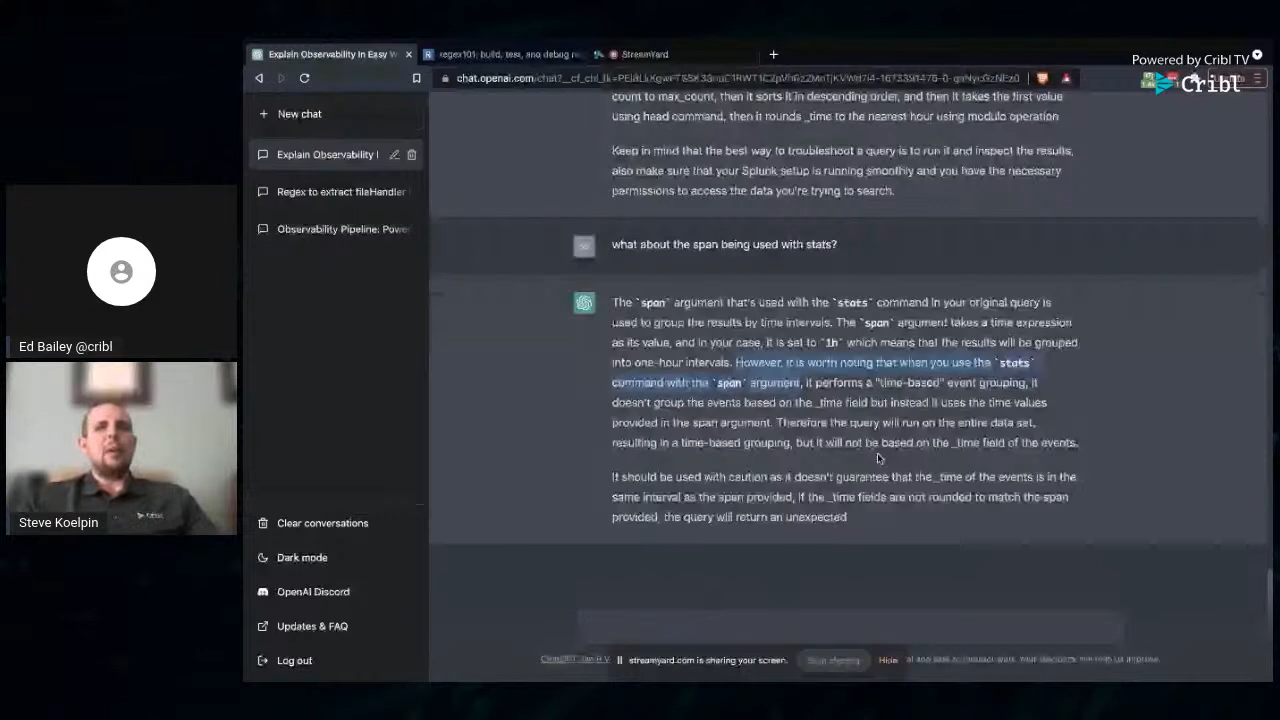 Explain Observability in Easy W
regex101: build, test, and debug re
StreamYard
Powered by Cribl TV
Cribl
New chat
Explain Observability I
Regex to extract fileHandler
Observability Pipeline: Power
count to max_count, then it sorts it in descending order, and then it takes the first value
using head command, then it rounds _time to the nearest hour using modulo operation
Keep in mind that the best way to troubleshoot a query is to run it and inspect the results,
also make sure that your Splunk setup is running smoothly and you have the necessary
permissions to access the data you're trying to search.
what about the span being used with stats?
The `span` argument that's used with the `stats` command in your original query is
used to group the results by time intervals. The `span` argument takes a time expression
as its value, and in your case, it is set to `1h` which means that the results will be grouped
into one-hour intervals. However, it is worth noting that when you use the `stats`
command with the `span` argument, it performs a "time-based" event grouping, it
doesn't group the events based on the _time field but instead it uses the time values
provided in the span argument. Therefore the query will run on the entire data set,
resulting in a time-based grouping, but it will not be based on the _time field of the events.
It should be used with caution as it doesn't guarantee that the _time of the events is in the
same interval as the span provided, if the _time fields are not rounded to match the span
provided, the query will return an unexpected
Ed Bailey @cribl
Steve Koelpin
Clear conversations
Dark mode
OpenAI Discord
Updates & FAQ
Log out
streamyard.com is sharing your screen.
Stop sharing
Hide